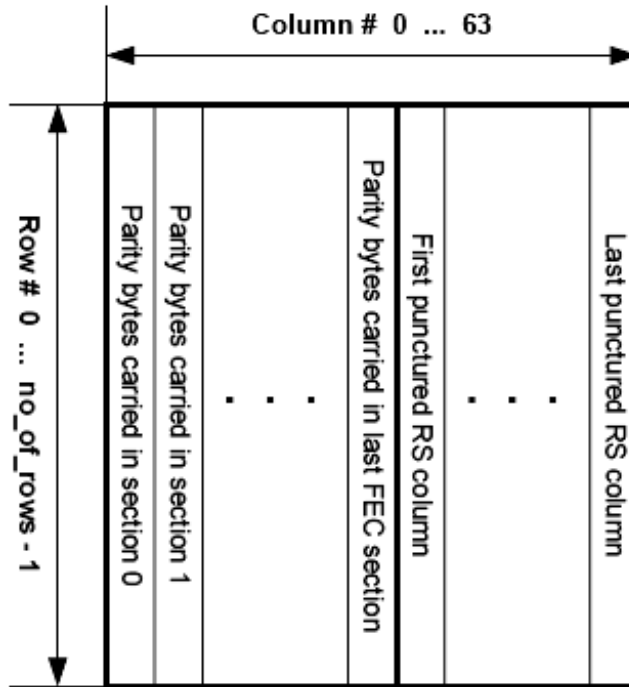 Column # 0 ... 63
Row # 0 ... no_of_rows - 1
Parity bytes carried in section 0
Parity bytes carried in section 1
. . .
Parity bytes carried in last FEC section
First punctured RS column
. . .
Last punctured RS column